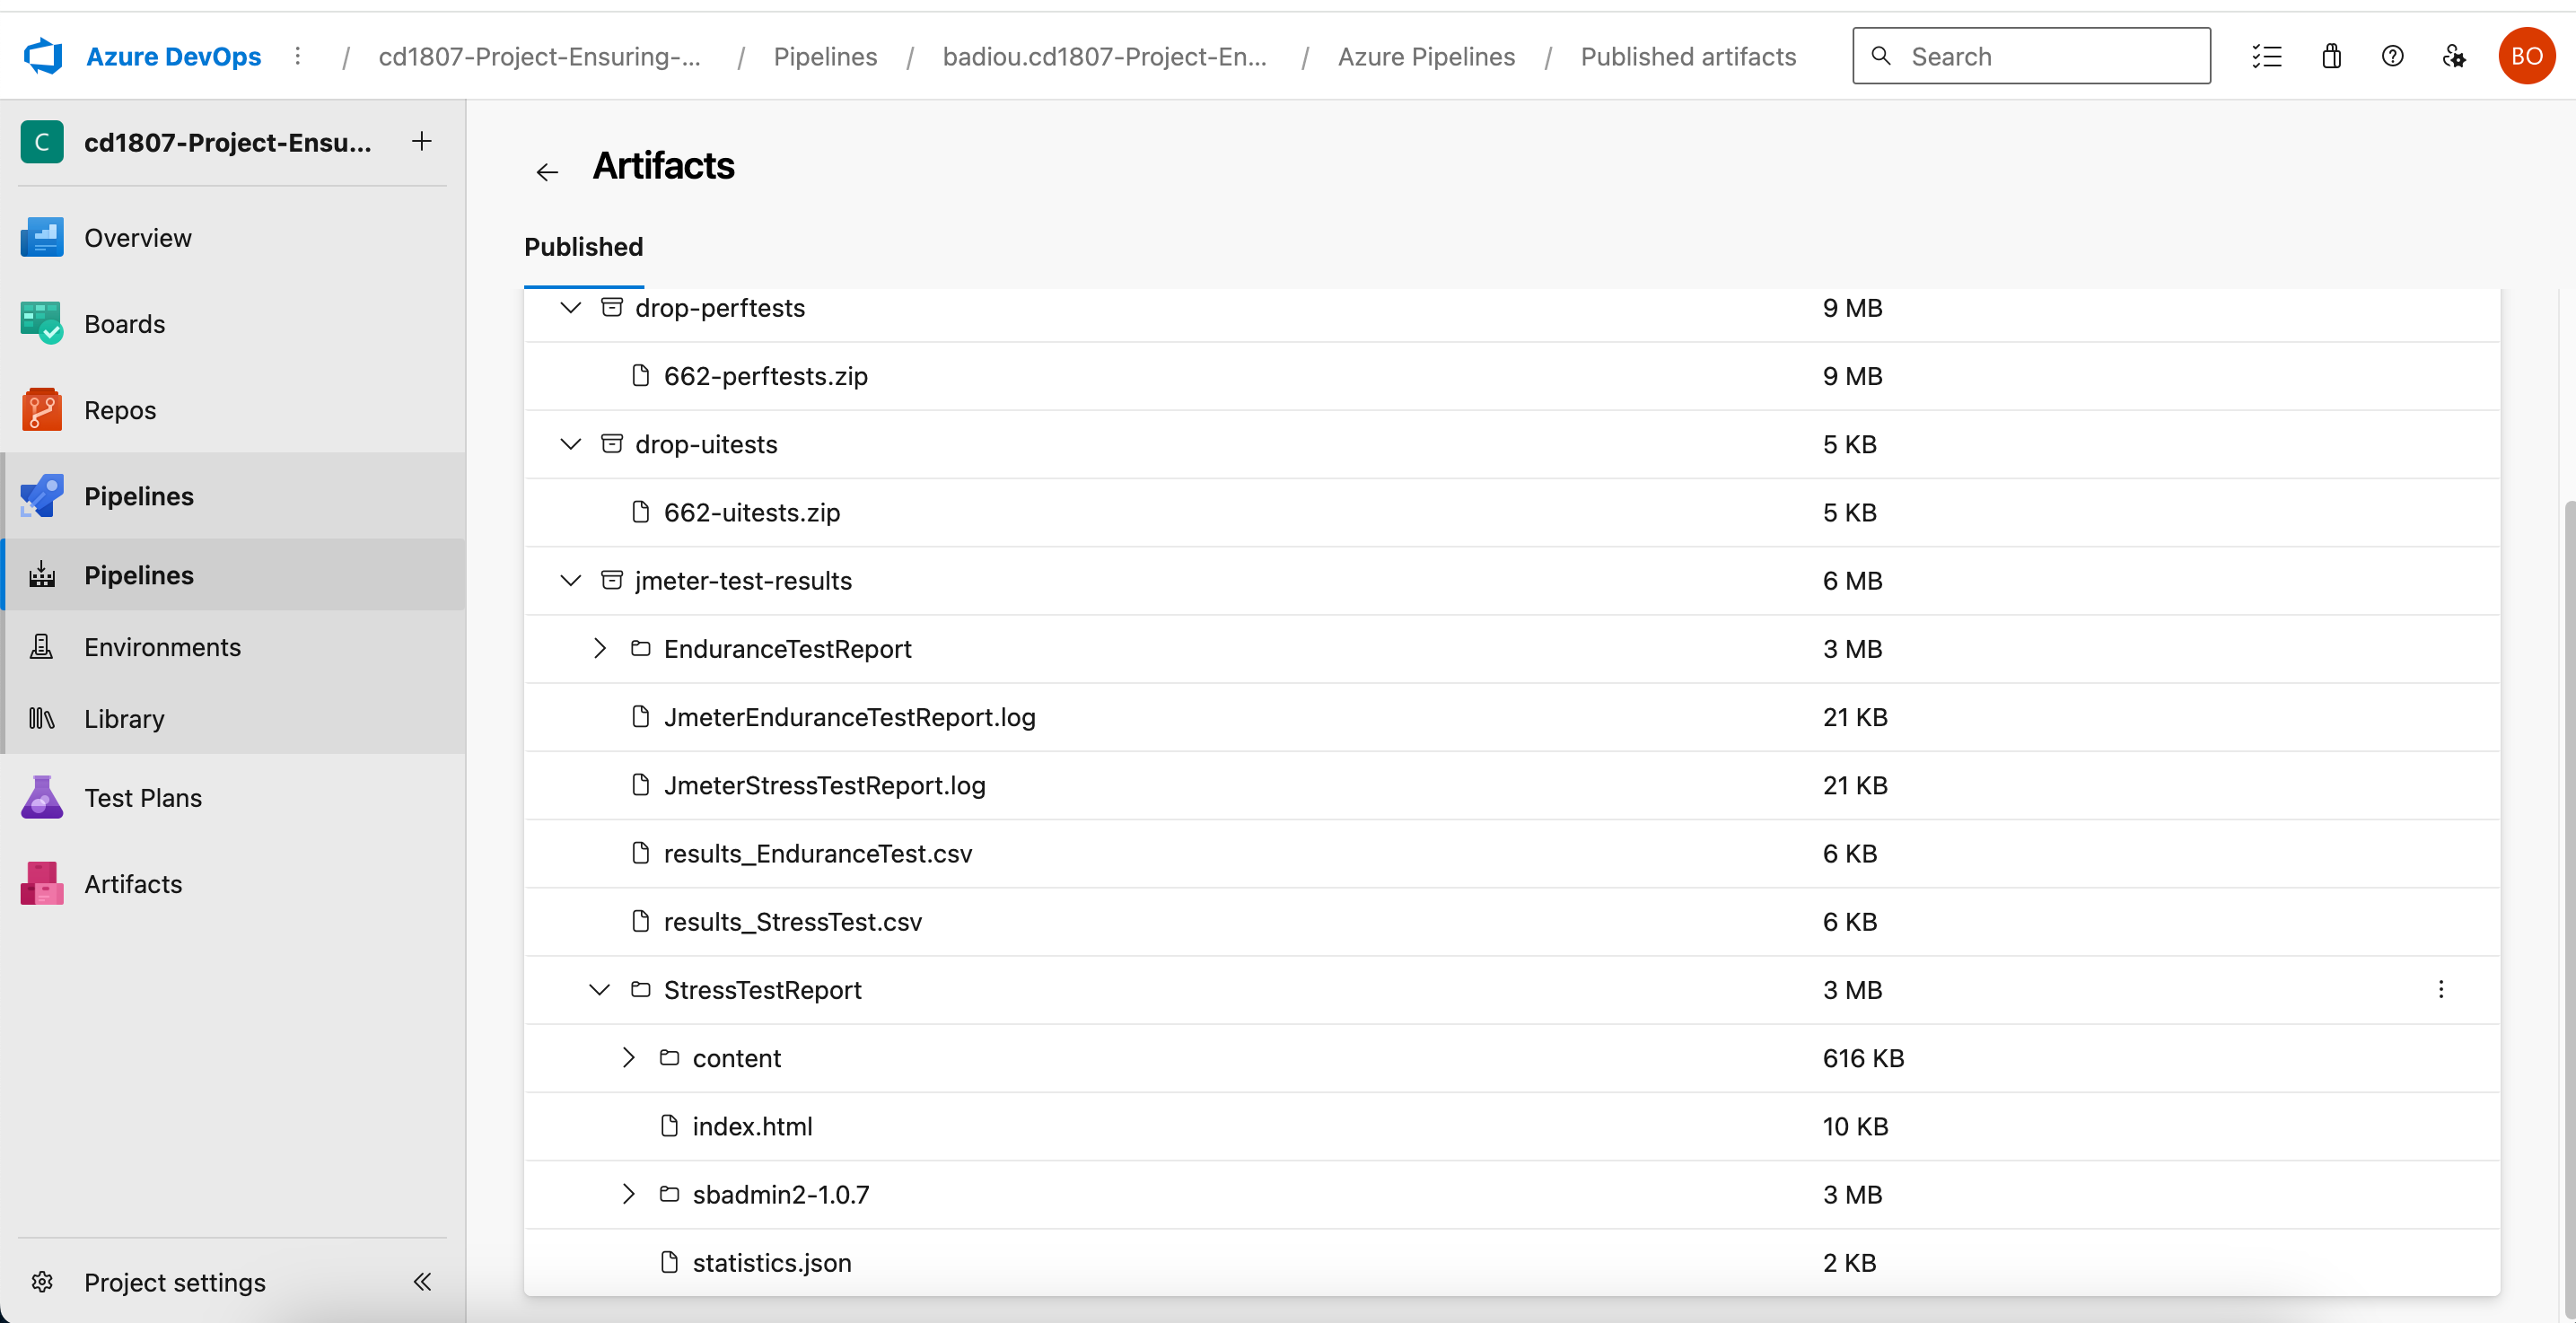 Azure DevOps / cd1807-Project-Ensuring-... / Pipelines / badiou.cd1807-Project-En... / Azure Pipelines / Published artifacts
Search
BO
C cd1807-Project-Ensu...
Overview
Boards
Repos
Pipelines
Pipelines
Environments
Library
Test Plans
Artifacts
Project settings
Artifacts
Published
drop-perftests 9 MB
662-perftests.zip 9 MB
drop-uitests 5 KB
662-uitests.zip 5 KB
jmeter-test-results 6 MB
EnduranceTestReport 3 MB
JmeterEnduranceTestReport.log 21 KB
JmeterStressTestReport.log 21 KB
results_EnduranceTest.csv 6 KB
results_StressTest.csv 6 KB
StressTestReport 3 MB
content 616 KB
index.html 10 KB
sbadmin2-1.0.7 3 MB
statistics.json 2 KB